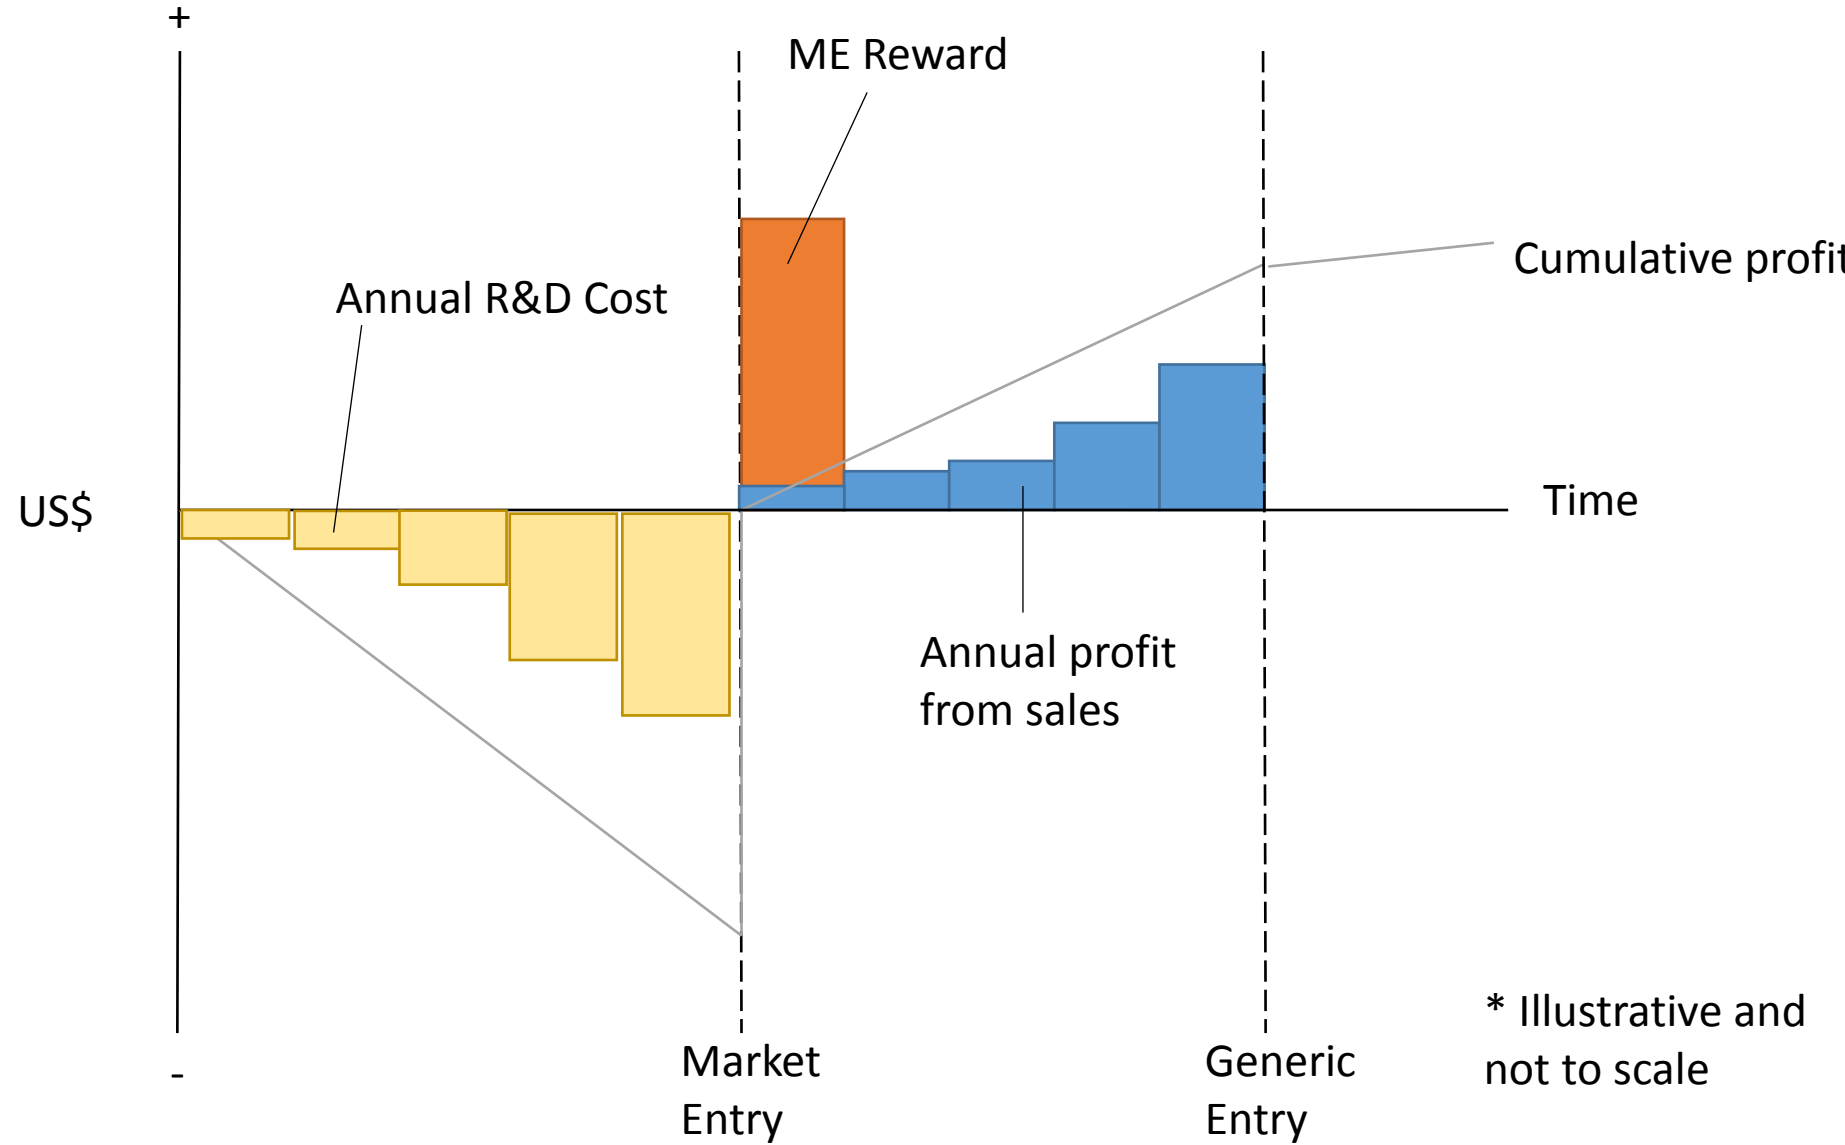 +
ME Reward
Cumulative profit
Annual R&D Cost
US$
Time
Annual profit
from sales
* Illustrative and
not to scale
-
Market
Entry
Generic
Entry